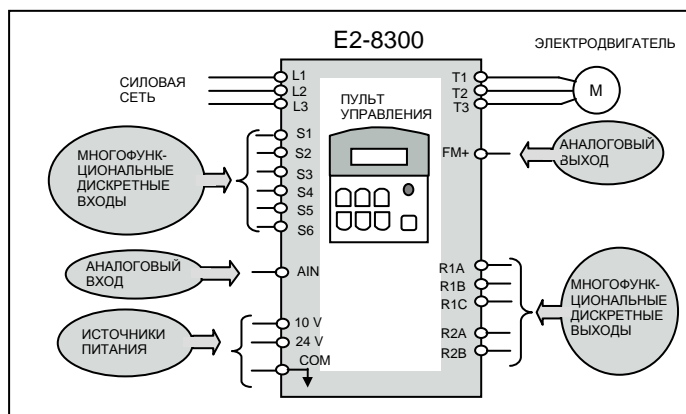 E2-8300
ЭЛЕКТРОДВИГАТЕЛЬ
СИЛОВАЯ
СЕТЬ
L1
L2
L3
T1
T2
T3
М
ПУЛЬТ
УПРАВЛЕНИЯ
МНОГОФУНК-
ЦИОНАЛЬНЫЕ
ДИСКРЕТНЫЕ
ВХОДЫ
S1
S2
S3
S4
S5
S6
FM+
АНАЛОГОВЫЙ
ВЫХОД
АНАЛОГОВЫЙ
ВХОД
AIN
R1A
R1B
R1C
R2A
R2B
МНОГОФУНК-
ЦИОНАЛЬНЫЕ
ДИСКРЕТНЫЕ
ВЫХОДЫ
ИСТОЧНИКИ
ПИТАНИЯ
10 V
24 V
COM